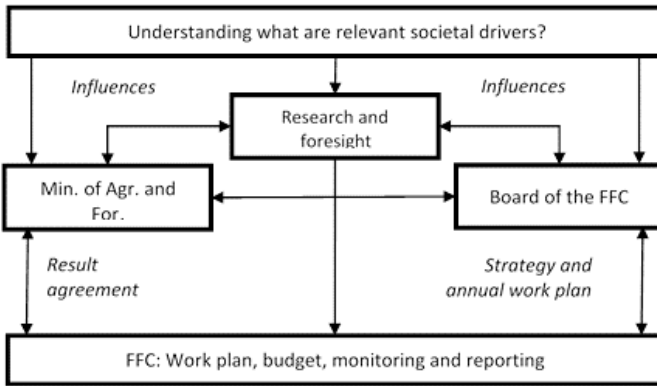 Understanding what are relevant societal drivers?
Influences
Influences
Research and
foresight
Min. of Agr. and
For.
Board of the FFC
Result
agreement
Strategy and
annual work plan
FFC: Work plan, budget, monitoring and reporting